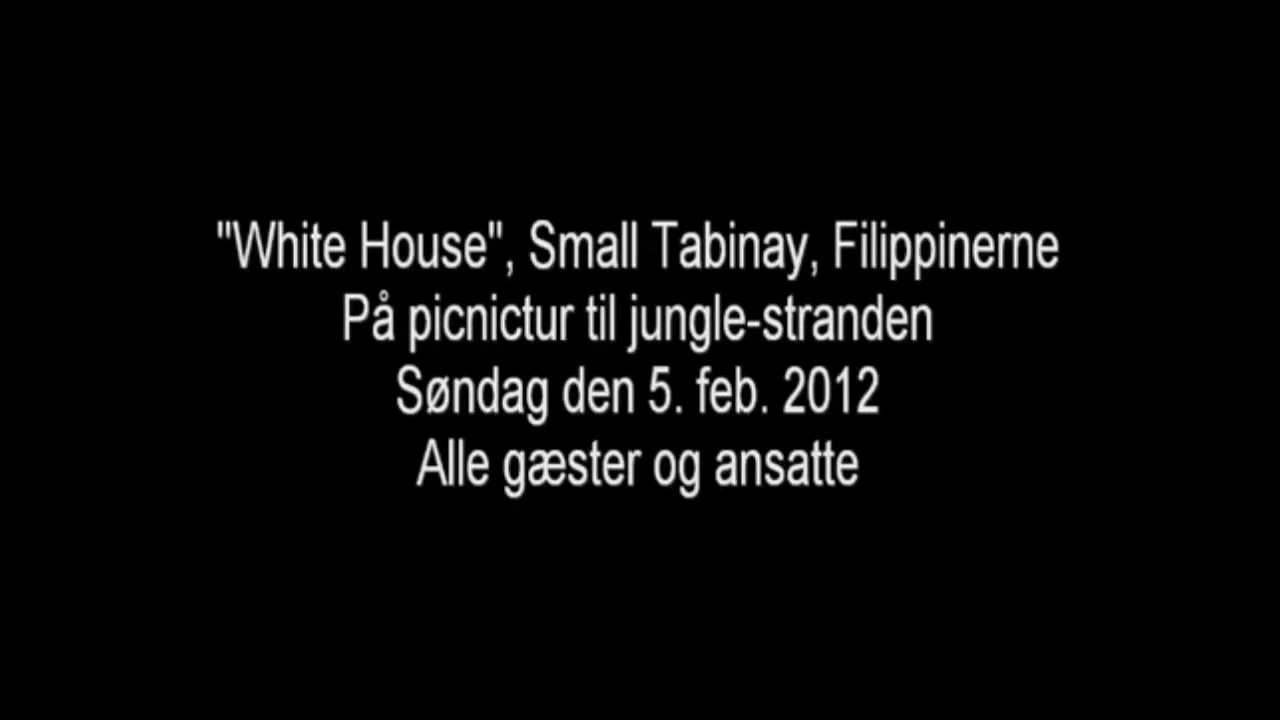 "White House", Small Tabinay, Filippinerne
På picnictur til jungle-stranden
Søndag den 5. feb. 2012
Alle gæster og ansatte